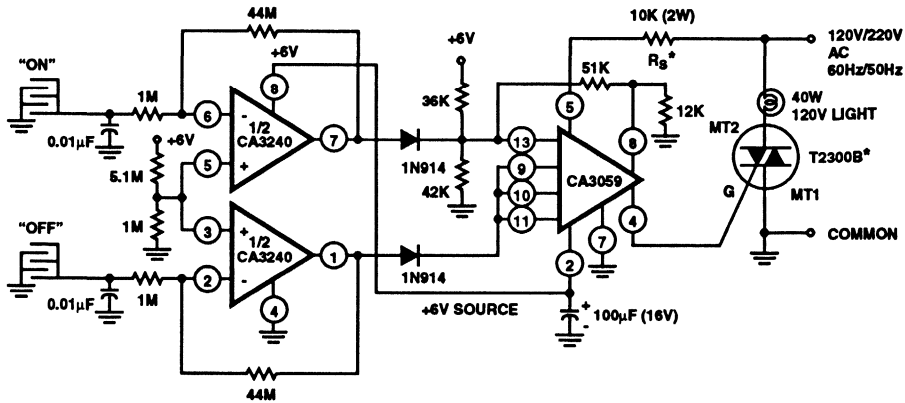 44M
+6V
10K (2W)
120V/220V
AC
60Hz/50Hz
RS*
"ON"
1M
6
8
-
1/2
CA3240
7
+6V
36K
51K
5
12K
40W
120V LIGHT
0.01µF
+6V
5
+
5.1M
1N914
42K
13
9
10
11
CA3059
8
4
7
2
MT2
T2300B*
G
MT1
"OFF"
1M
3
+
1/2
CA3240
1
1N914
COMMON
2
-
4
0.01µF
1M
+6V SOURCE
+
100µF (16V)
-
44M